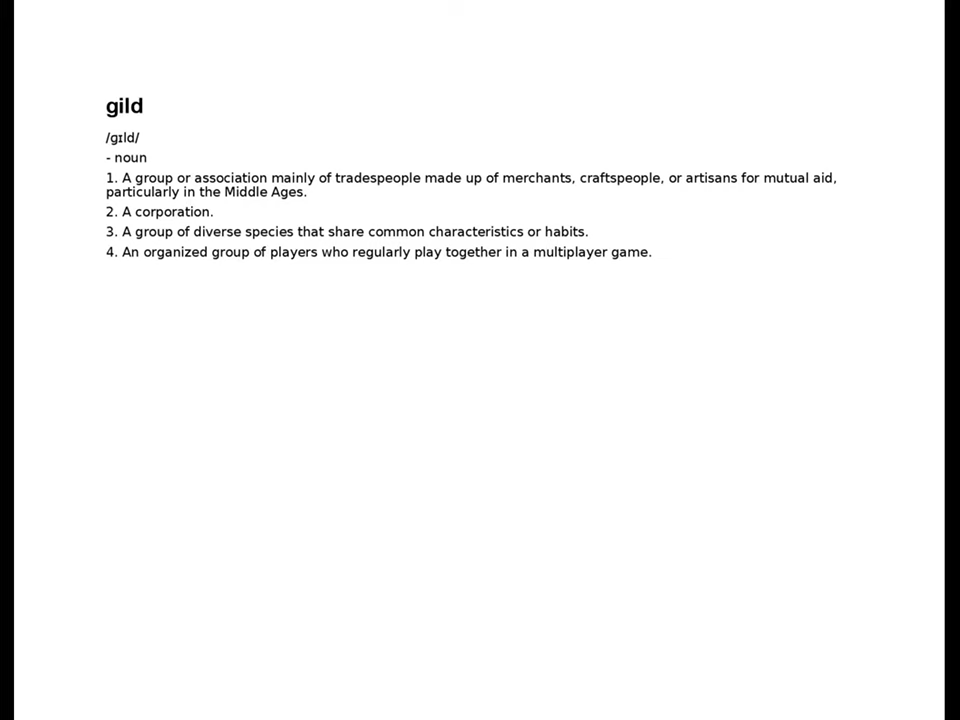 gild
/gɪld/
- noun
1. A group or association mainly of tradespeople made up of merchants, craftspeople, or artisans for mutual aid,
particularly in the Middle Ages.
2. A corporation.
3. A group of diverse species that share common characteristics or habits.
4. An organized group of players who regularly play together in a multiplayer game.